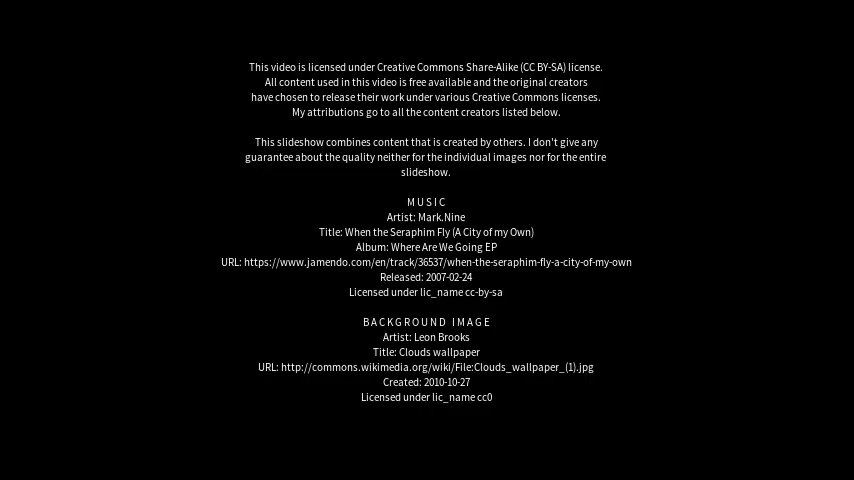 This video is licensed under Creative Commons Share-Alike (CC BY-SA) license.
All content used in this video is free available and the original creators
have chosen to release their work under various Creative Commons licenses.
My attributions go to all the content creators listed below.
This slideshow combines content that is created by others. I don't give any
guarantee about the quality neither for the individual images nor for the entire
slideshow.
MUSIC
Artist: Mark.Nine
Title: When the Seraphim Fly (A City of my Own)
Album: Where Are We Going EP
URL: https://www.jamendo.com/en/track/36537/when-the-seraphim-fly-a-city-of-my-own
Released: 2007-02-24
Licensed under lic_name cc-by-sa
BACKGROUND IMAGE
Artist: Leon Brooks
Title: Clouds wallpaper
URL: http://commons.wikimedia.org/wiki/File:Clouds_wallpaper_(1).jpg
Created: 2010-10-27
Licensed under lic_name cc0